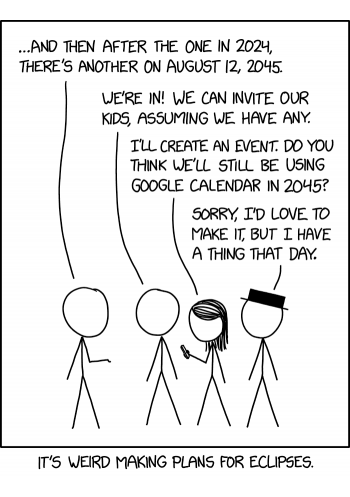 ...AND THEN AFTER THE ONE IN 2024,
THERE'S ANOTHER ON AUGUST 12, 2045.
WE'RE IN! WE CAN INVITE OUR
KIDS, ASSUMING WE HAVE ANY.
I'LL CREATE AN EVENT. DO YOU
THINK WE'LL STILL BE USING
GOOGLE CALENDAR IN 2045?
SORRY, I'D LOVE TO
MAKE IT, BUT I HAVE
A THING THAT DAY.
IT'S WEIRD MAKING PLANS FOR ECLIPSES.